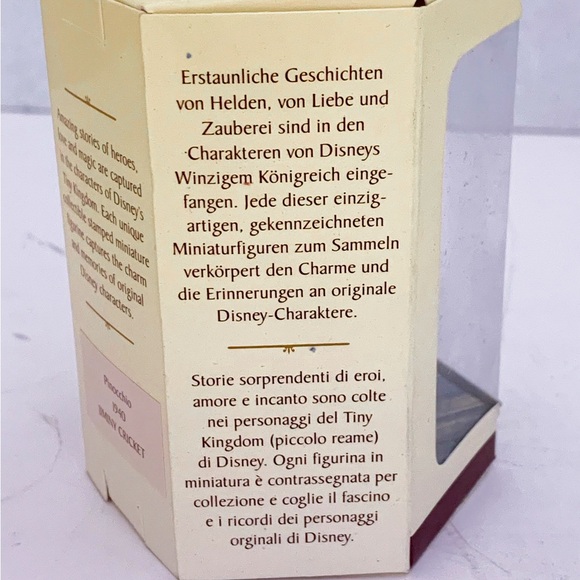 Amazing stories of heroes,
love and magic are captured
in the characters of Disney's
Tiny Kingdom. Each unique
collectible stamped miniature
figurine captures the charm
and memories of original
Disney characters.
Pinocchio
1940
JIMINY CRICKET
Erstaunliche Geschichten
von Helden, von Liebe und
Zauberei sind in den
Charakteren von Disneys
Winzigem Königreich einge-
fangen. Jede dieser einzig-
artigen, gekennzeichneten
Miniaturfiguren zum Sammeln
verkörpert den Charme und
die Erinnerungen an originale
Disney-Charaktere.
Storie sorprendenti di eroi,
amore e incanto sono colte
nei personaggi del Tiny
Kingdom (piccolo reame)
di Disney. Ogni figurina in
miniatura è contrassegnata per
collezione e coglie il fascino
e i ricordi dei personaggi
orginali di Disney.